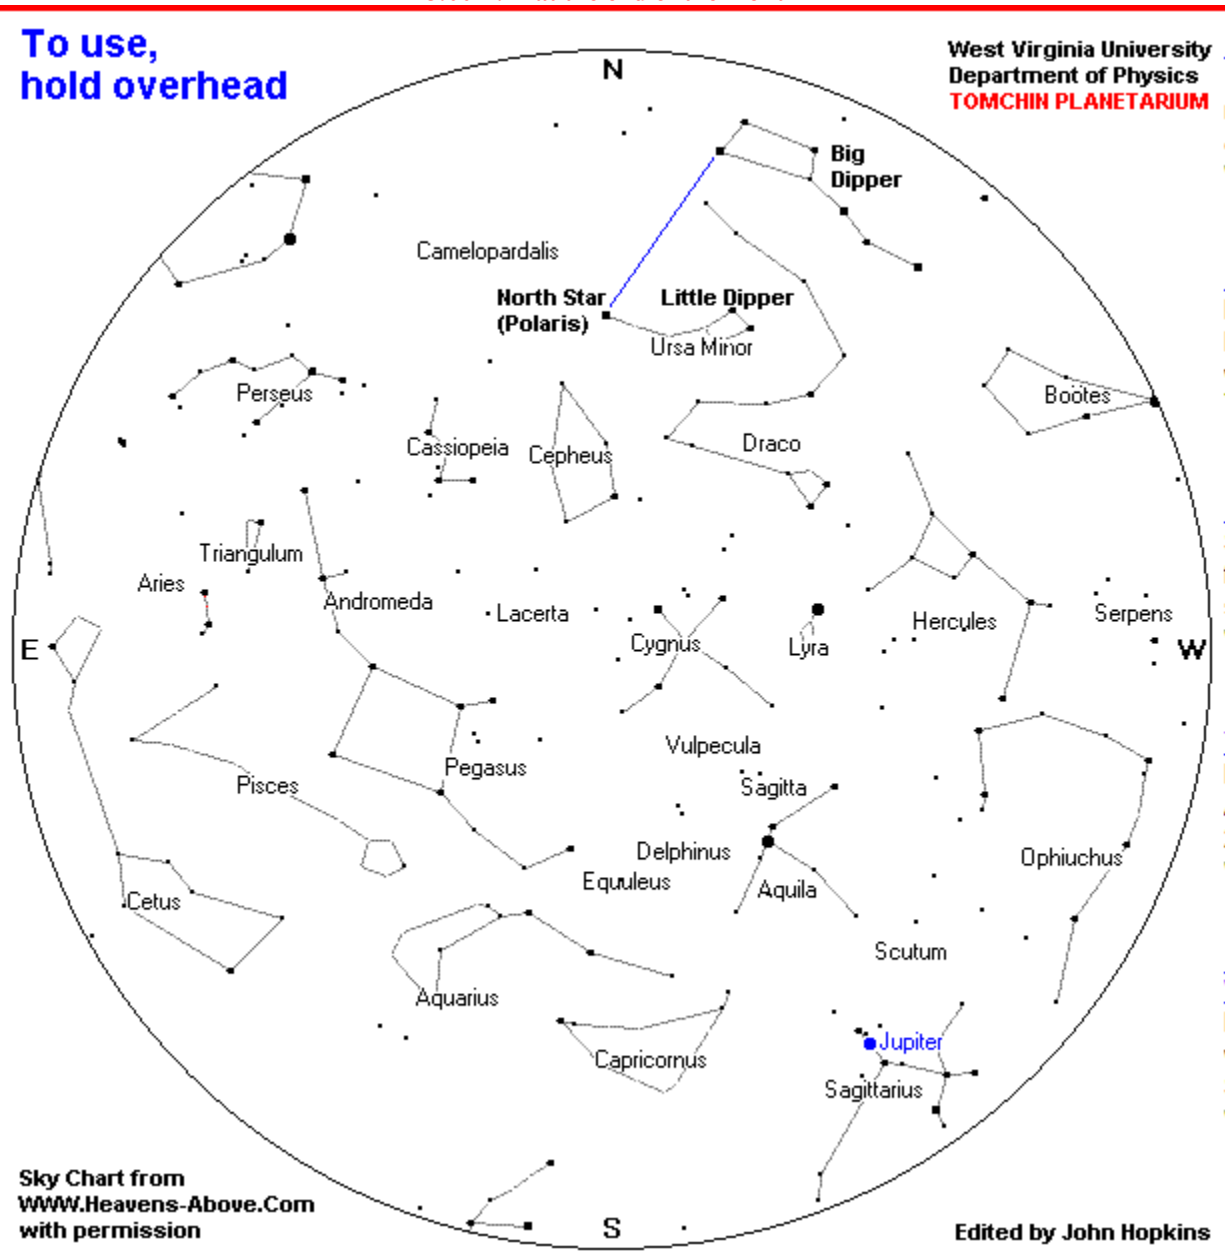 To use,
hold overhead
West Virginia University
Department of Physics
TOMCHIN PLANETARIUM
N
Big
Dipper
Camelopardalis
North Star
(Polaris)
Little Dipper
Ursa Minor
Perseus
Boötes
Cassiopeia
Cepheus
Draco
Triangulum
Aries
Andromeda
Lacerta
Cygnus
Lyra
Hercules
Serpens
E
W
Vulpecula
Pegasus
Pisces
Sagitta
Delphinus
Ophiuchus
Equuleus
Aquila
Cetus
Scutum
Aquarius
Jupiter
Capricornus
Sagittarius
Sky Chart from
WWW.Heavens-Above.Com
with permission
S
Edited by John Hopkins